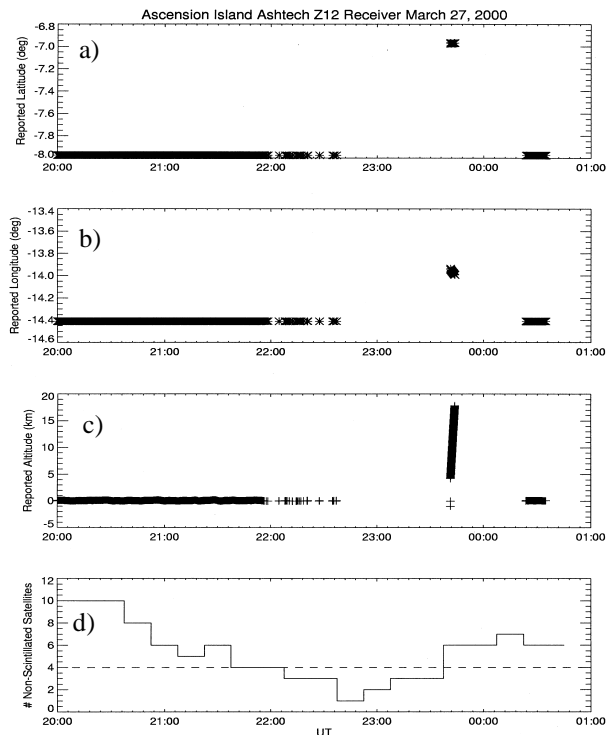 Ascension Island Ashtech Z12 Receiver March 27, 2000
a)
Reported Latitude (deg)
-6.8
-7.0
-7.2
-7.4
-7.6
-7.8
-8.0
20:00 21:00 22:00 23:00 00:00 01:00
b)
Reported Longitude (deg)
-13.4
-13.6
-13.8
-14.0
-14.2
-14.4
-14.6
20:00 21:00 22:00 23:00 00:00 01:00
c)
Reported Altitude (km)
20
15
10
5
0
-5
20:00 21:00 22:00 23:00 00:00 01:00
d)
# Non-Scintillated Satellites
12
10
8
6
4
2
0
20:00 21:00 22:00 23:00 00:00 01:00
UT